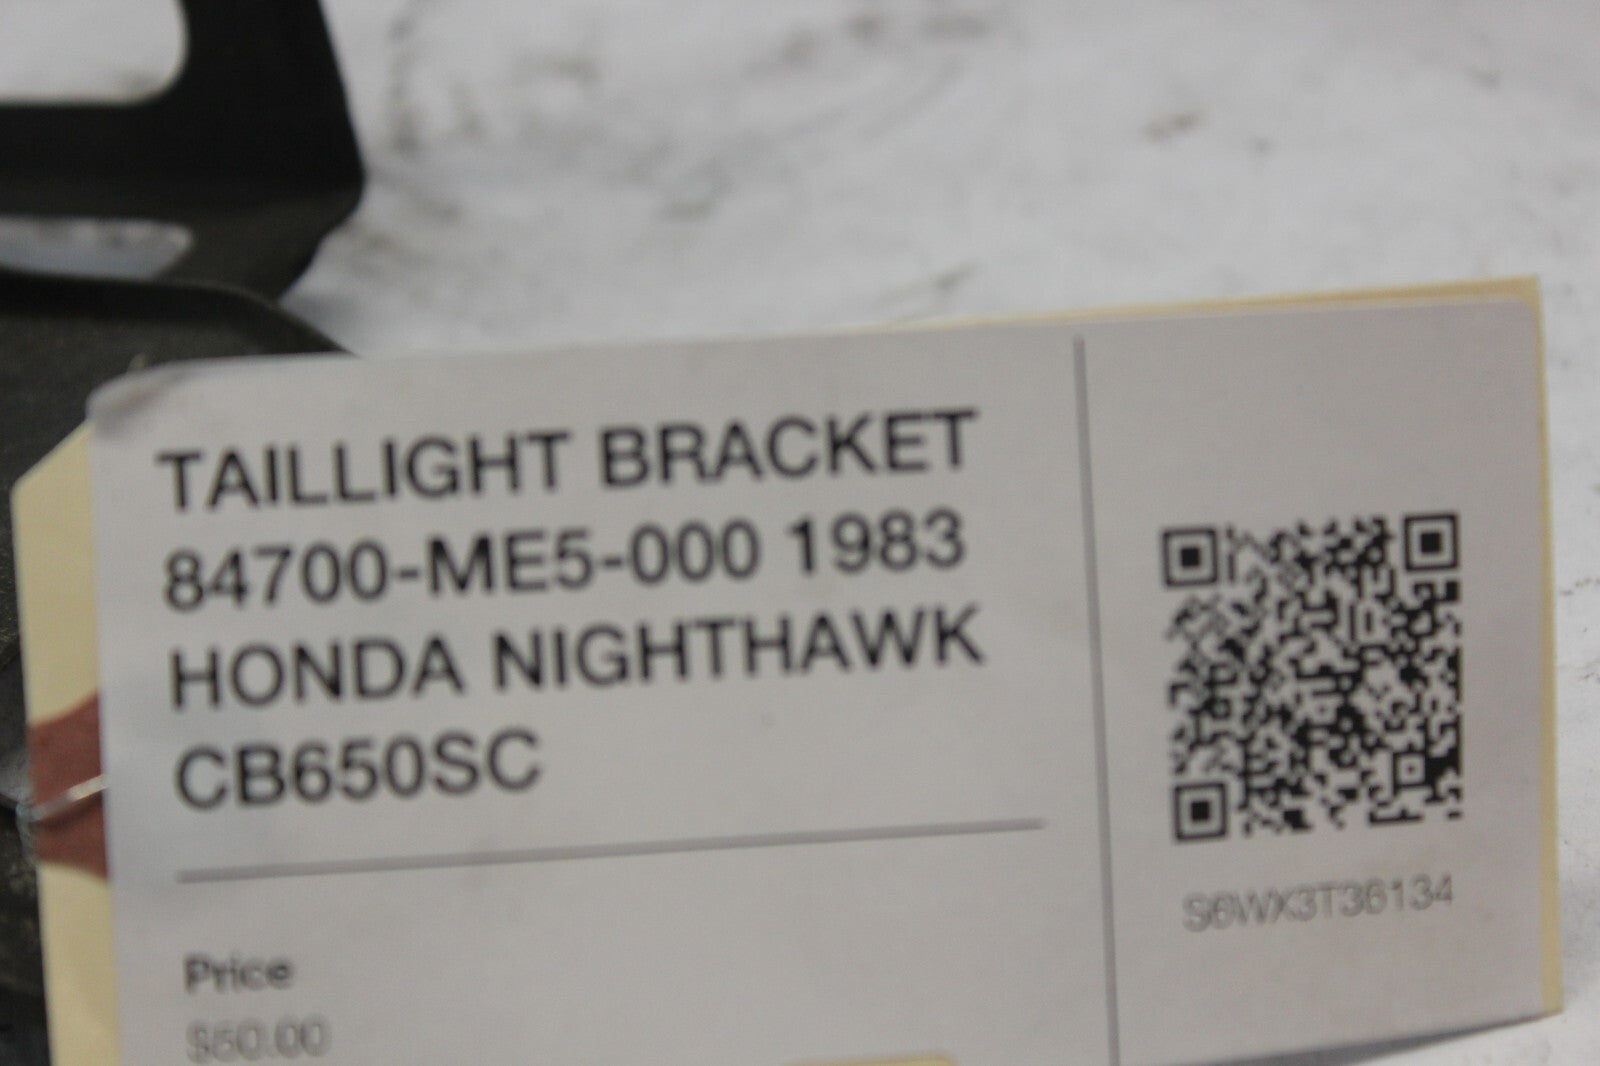 TAILLIGHT BRACKET
84700-ME5-000 1983
HONDA NIGHTHAWK
CB650SC
Price
$60.00
S6WX3T36134